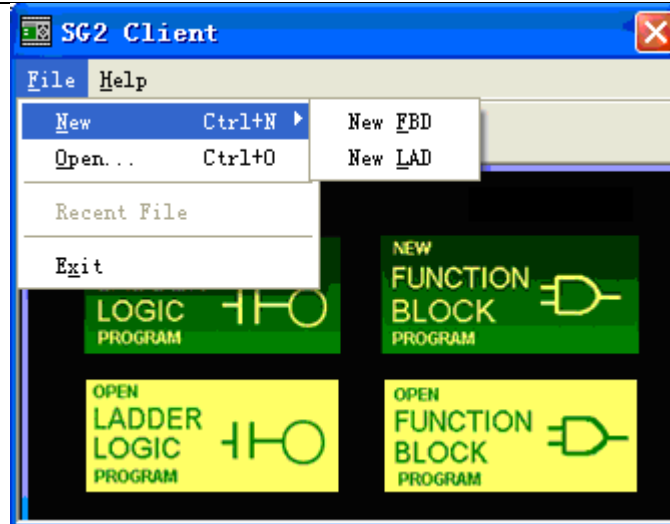 SG2 Client
File Help
New Ctrl+N
New FBD
Open... Ctrl+O
New LAD
Recent File
Exit
NEW
FUNCTION
BLOCK
PROGRAM
LOGIC
PROGRAM
OPEN
LADDER
LOGIC
PROGRAM
OPEN
FUNCTION
BLOCK
PROGRAM